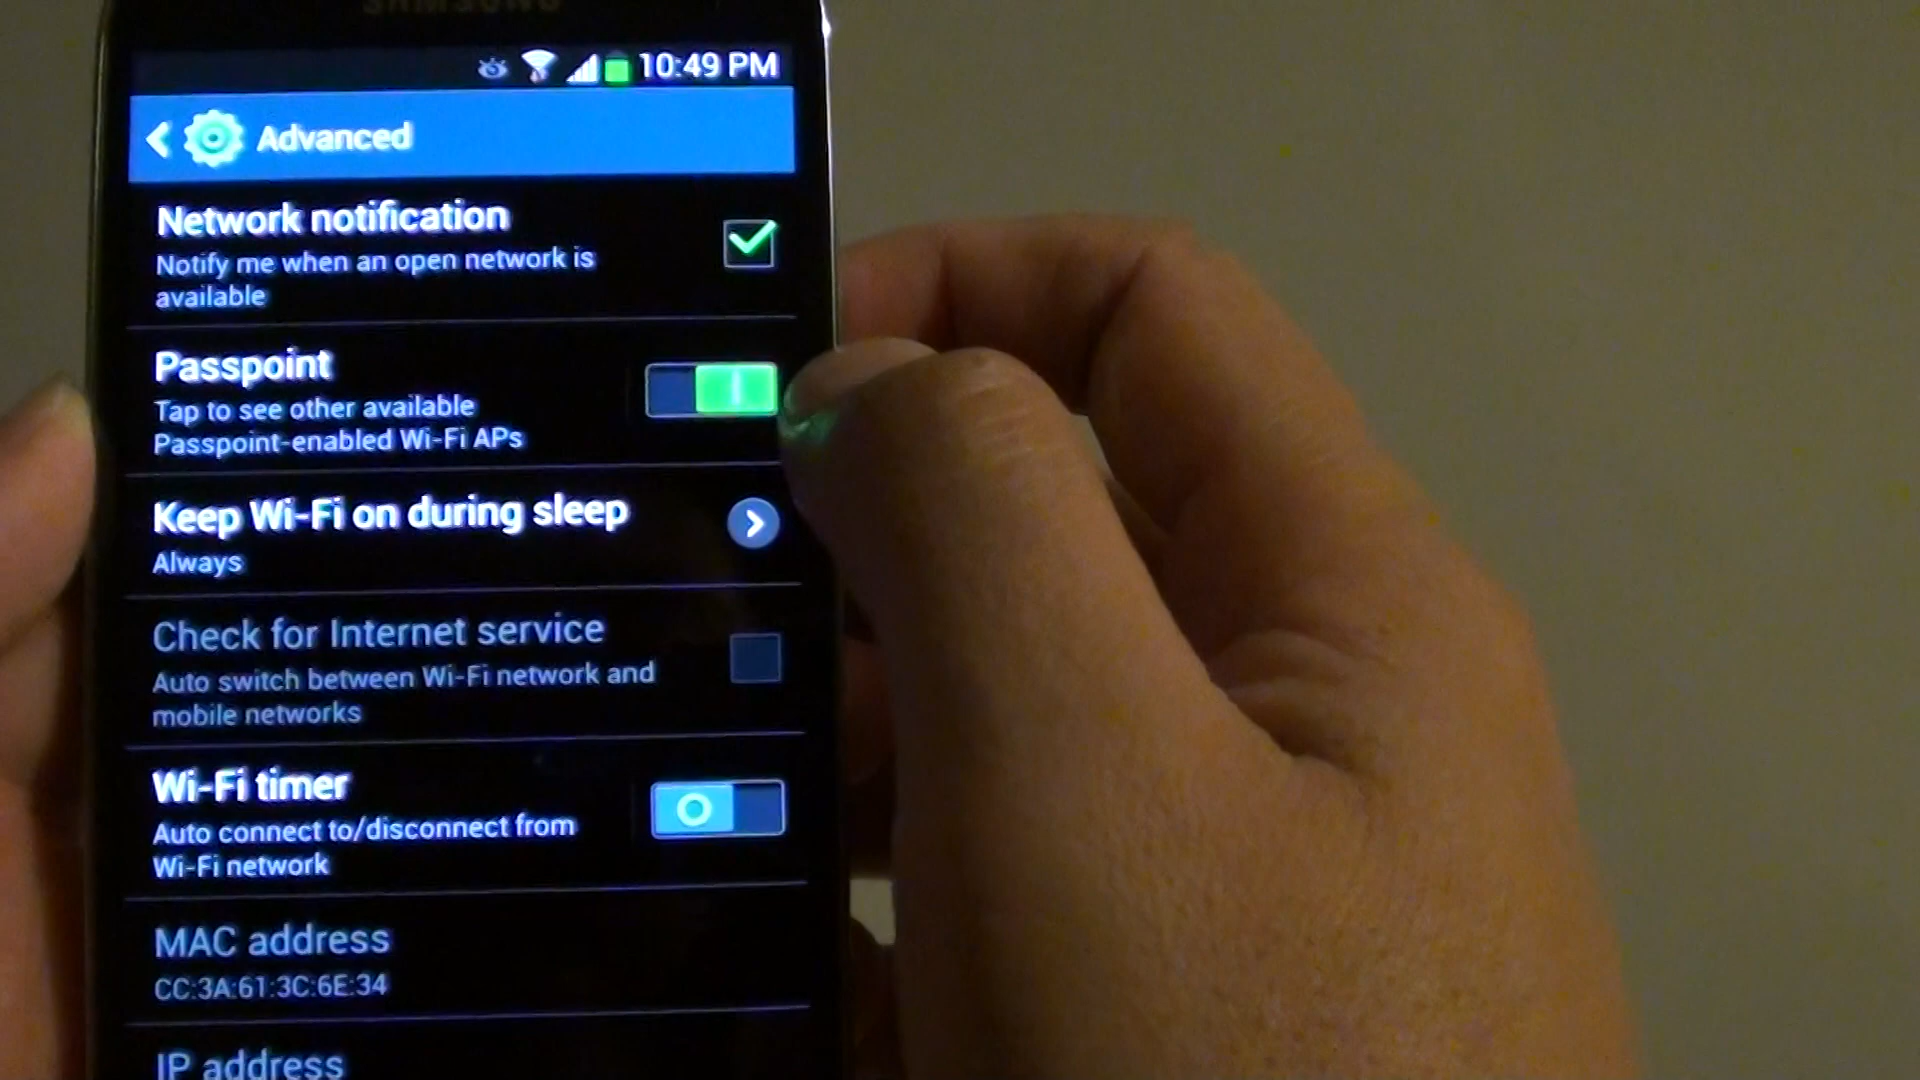 SAMSUNG
10:49 PM
Advanced
Network notification
Notify me when an open network is
available
Passpoint
Tap to see other available
Passpoint-enabled Wi-Fi APs
Keep Wi-Fi on during sleep
Always
Check for Internet service
Auto switch between Wi-Fi network and
mobile networks
Wi-Fi timer
Auto connect to/disconnect from
Wi-Fi network
MAC address
CC:3A:61:3C:6E:34
IP address